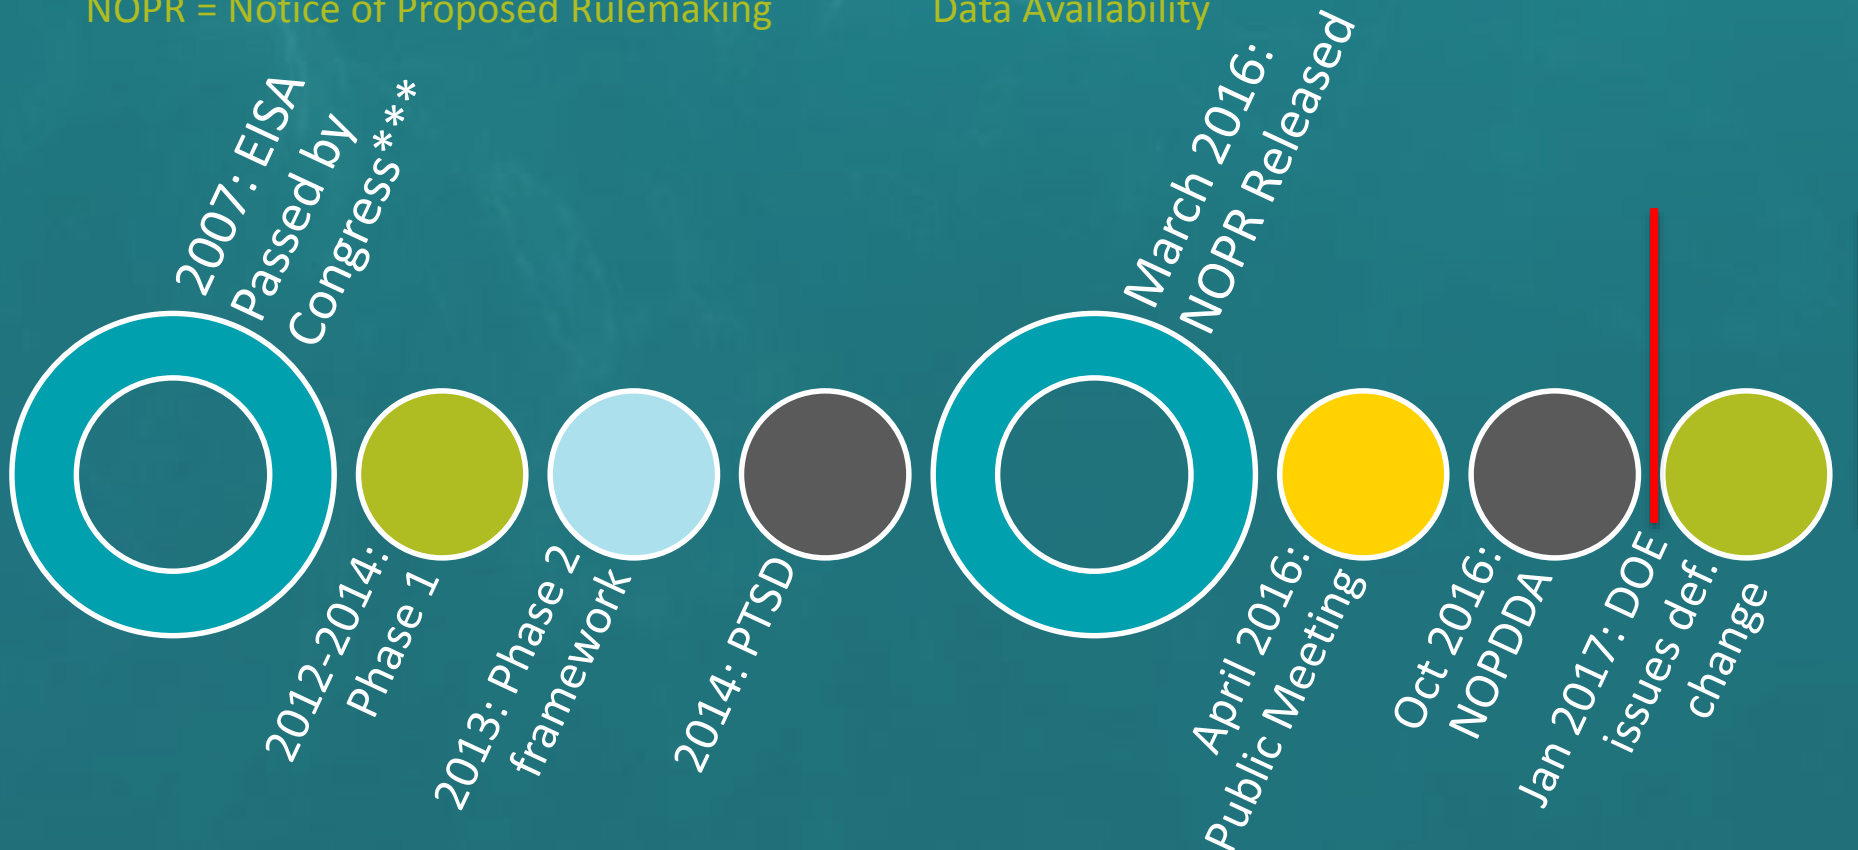 NOPR = Notice of Proposed Rulemaking
Data Availability
2007: EISA
Passed by
Congress***
2012-2014:
Phase 1
2013: Phase 2
framework
2014: PTSD
March 2016:
NOPR Released
April 2016:
Public Meeting
Oct 2016:
NOPDDA
Jan 2017: DOE
issues def.
change